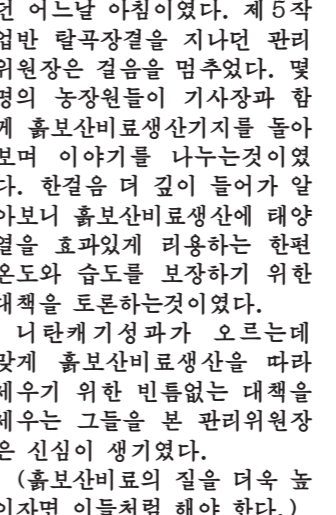 던 어느날 아침이였다. 제５작
업반 탈곡장곁을 지나던 관리
위원장은 걸음을 멈추었다. 몇
명의 농장원들이 기사장과 함
께 흙보산비료생산기지를 돌아
보며 이야기를 나누는것이였
다. 한걸음 더 깊이 들어가 알
아보니 흙보산비료생산에 태양
열을 효과있게 리용하는 한편
온도와 습도를 보장하기 위한
대책을 토론하는것이였다.
니탄캐기성과가 오르는데
맞게 흙보산비료생산을 따라
세우기 위한 빈틈없는 대책을
세우는 그들을 본 관리위원장
은 신심이 생기였다.
(흙보산비료의 질을 더욱 높
이자면 이들처럼 해야 한다.)